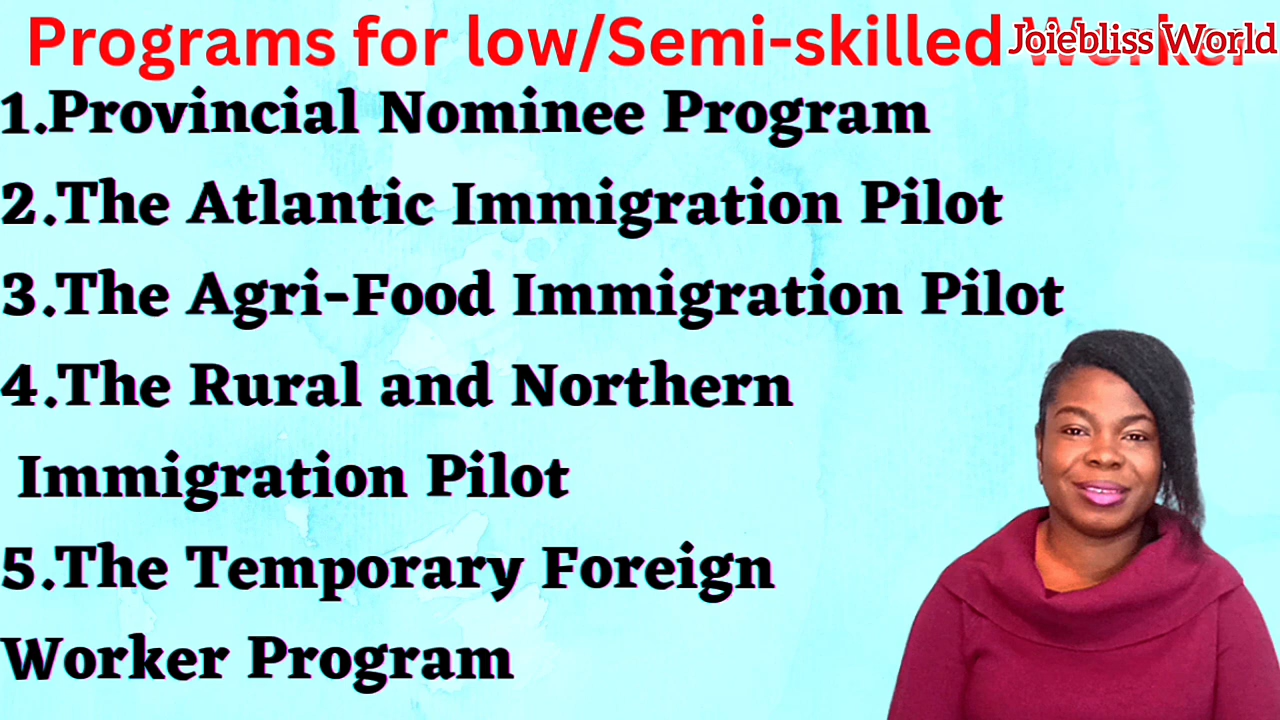 Programs for low/Semi-skilled Worker
Joiebliss World
1.Provincial Nominee Program
2.The Atlantic Immigration Pilot
3.The Agri-Food Immigration Pilot
4.The Rural and Northern
Immigration Pilot
5.The Temporary Foreign
Worker Program